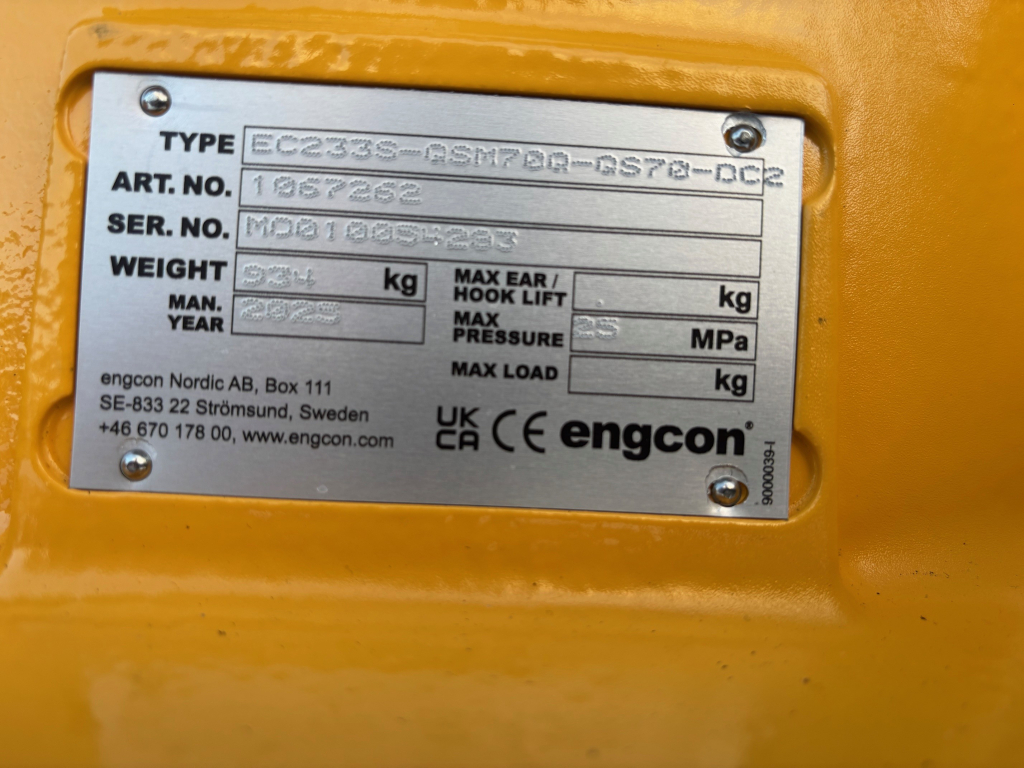 TYPE EC233S-QSM70Q-QS70-DC2
ART. NO. 1067262
SER. NO. MO0100S4293
WEIGHT 934 kg
MAN. YEAR 2025
MAX EAR / HOOK LIFT kg
MAX PRESSURE 25 MPa
MAX LOAD kg
engcon Nordic AB, Box 111
SE-833 22 Strömsund, Sweden
+46 670 178 00, www.engcon.com
UK CA CE engcon®
9000039-I